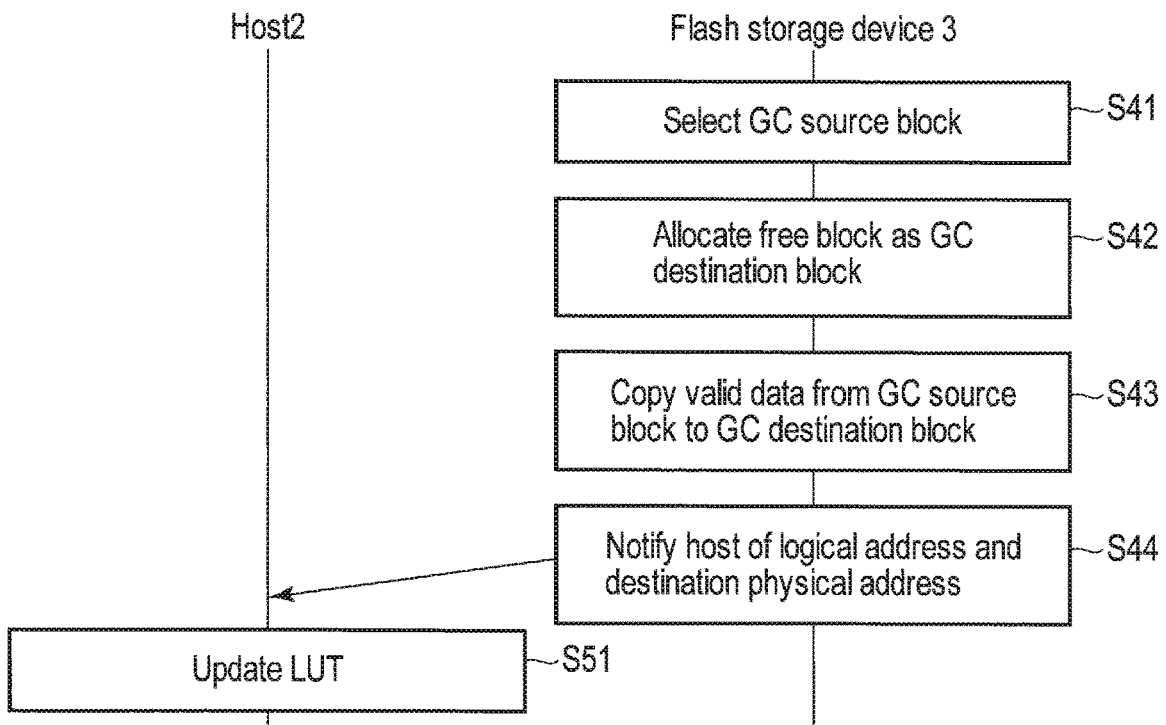 Host2
Flash storage device 3
Select GC source block
S41
Allocate free block as GC
destination block
S42
Copy valid data from GC source
block to GC destination block
S43
Notify host of logical address and
destination physical address
S44
Update LUT
S51